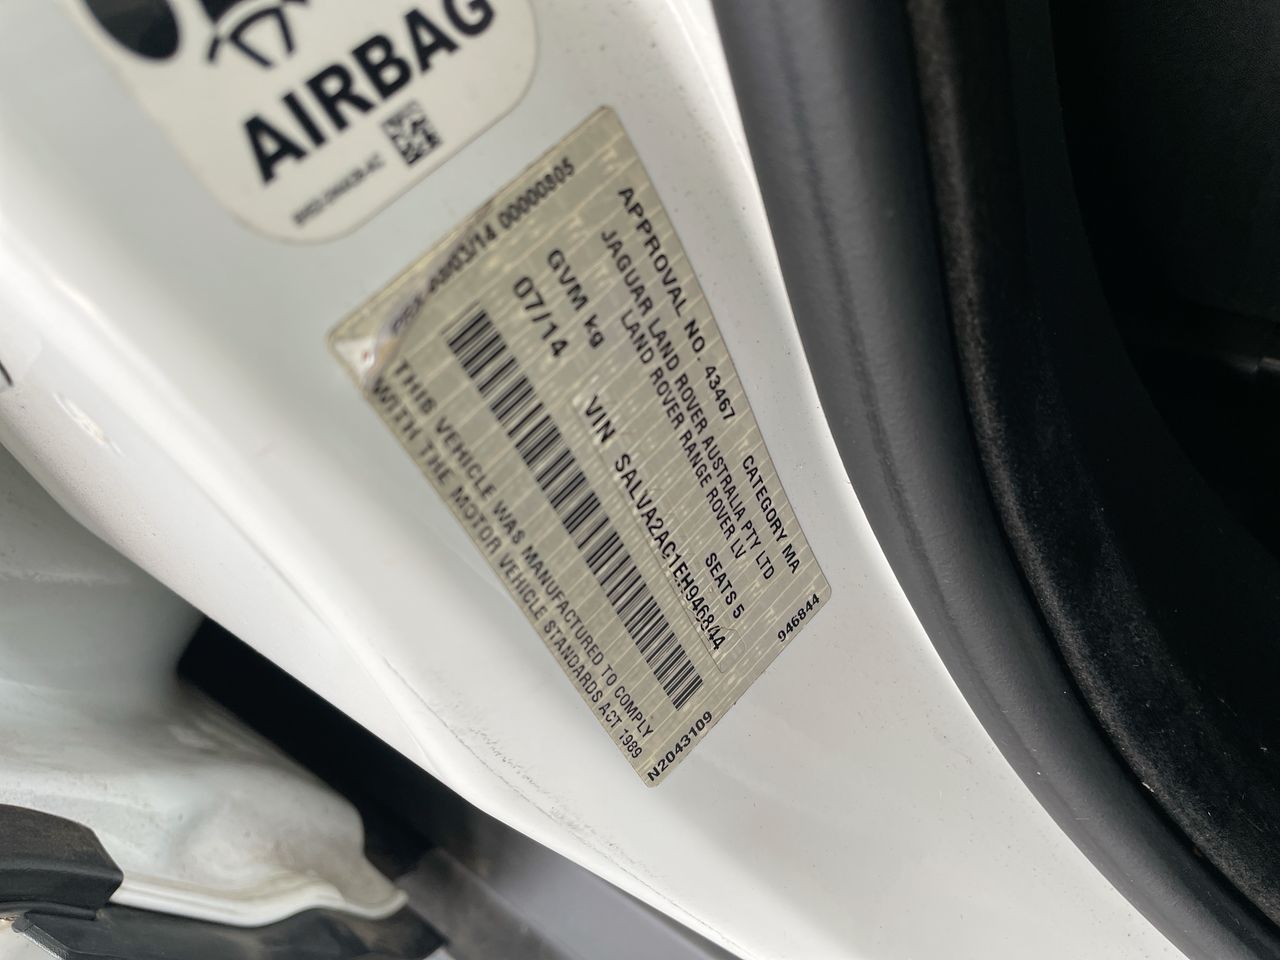 AIRBAG
APPROVAL NO. 43467 CATEGORY MA
JAGUAR LAND ROVER AUSTRALIA PTY LTD
LAND ROVER RANGE ROVER LV
GVM kg SEATS 5
07/14 VIN SALVA2AC1EH946844
THIS VEHICLE WAS MANUFACTURED TO COMPLY
WITH THE MOTOR VEHICLE STANDARDS ACT 1989
00000805
946844
N2043109